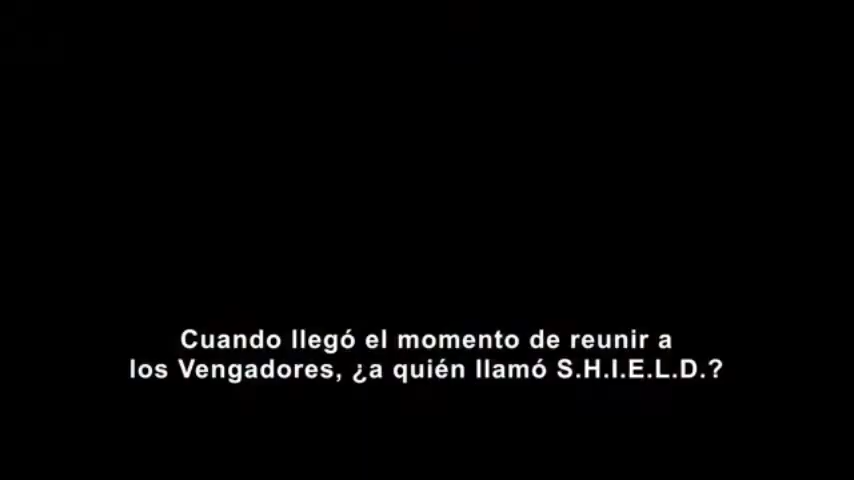 Cuando llegó el momento de reunir a
los Vengadores, ¿a quién llamó S.H.I.E.L.D.?